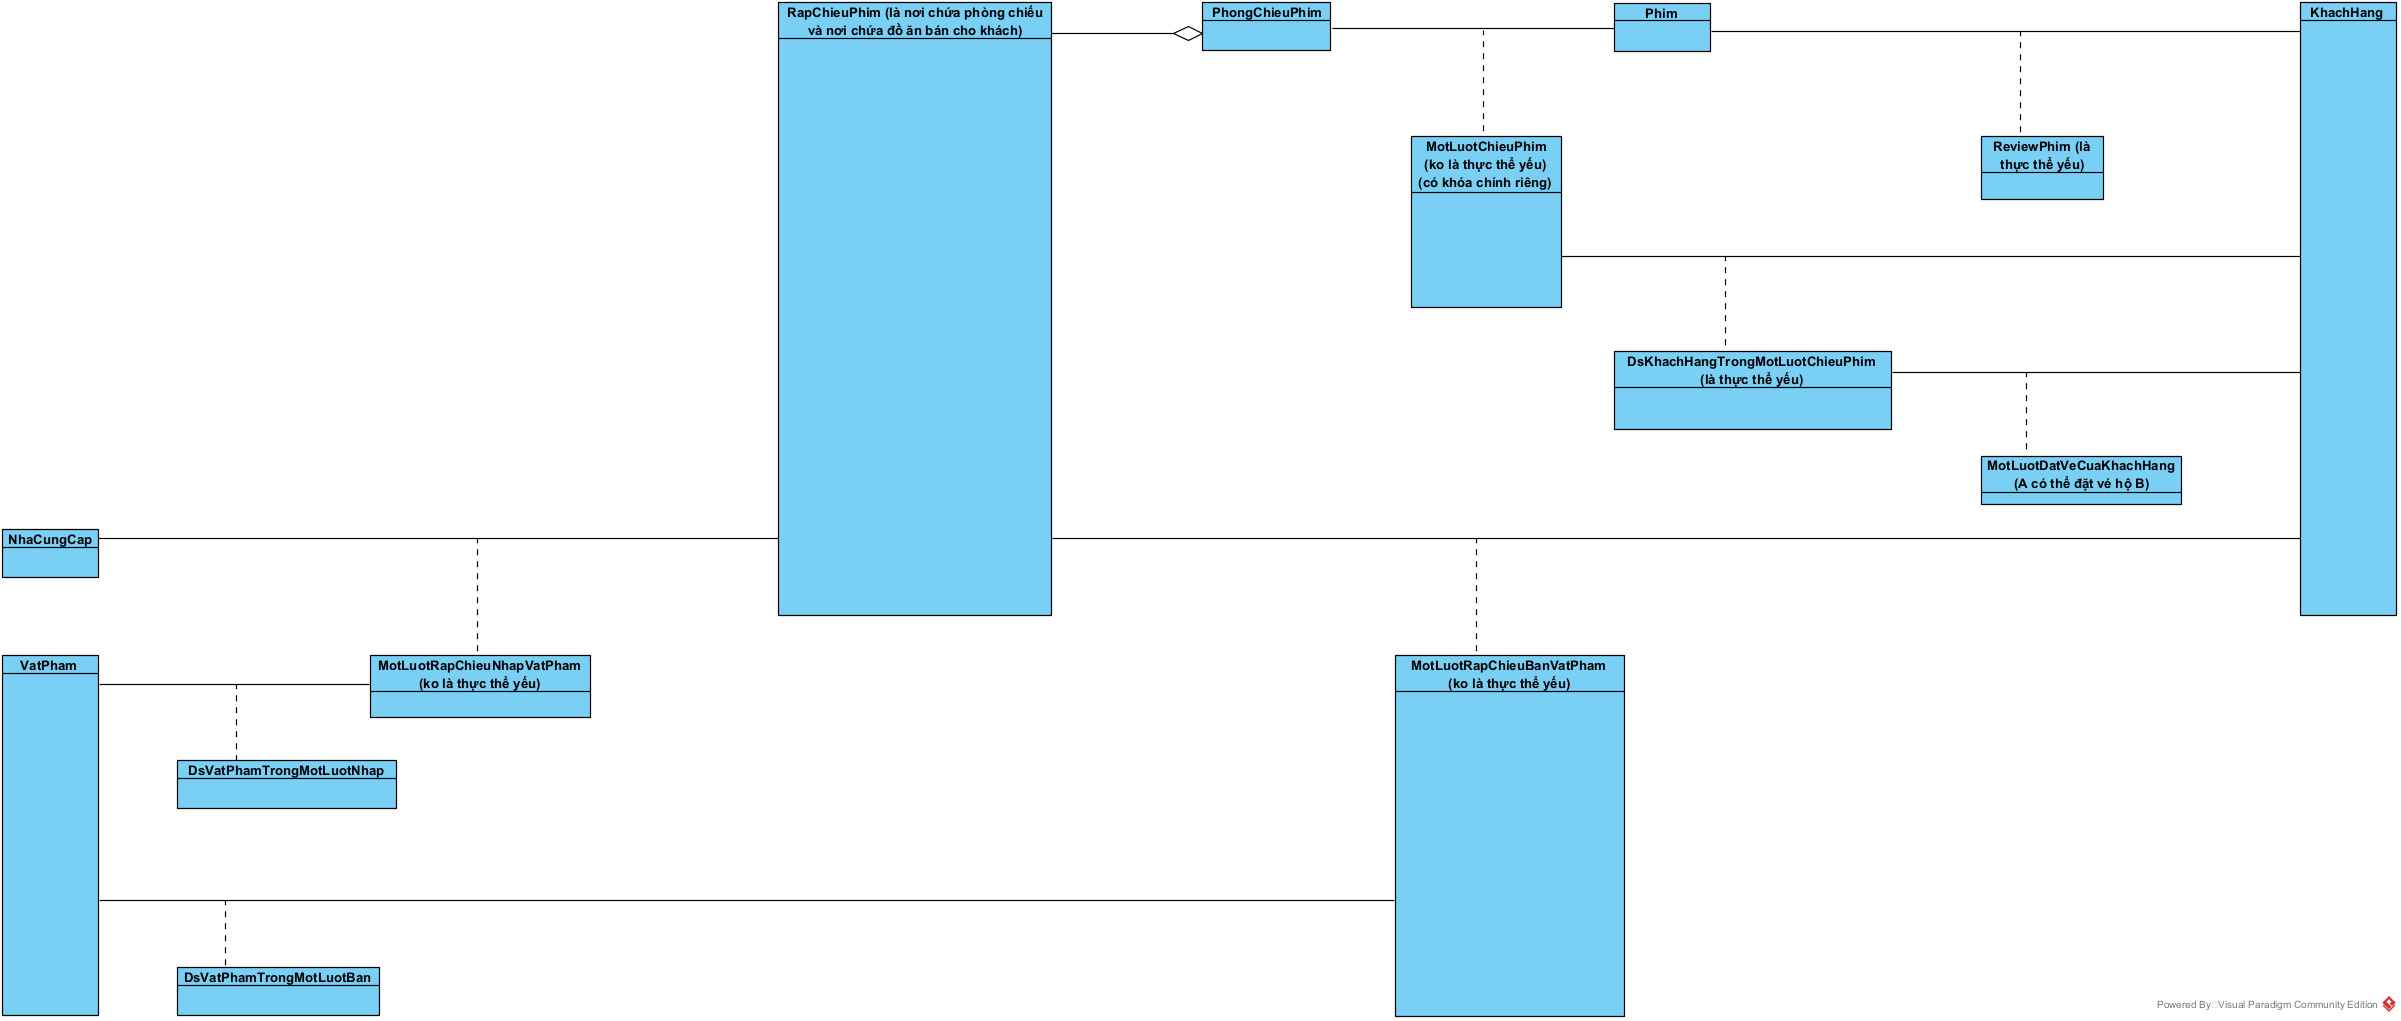 RapChieuPhim (là nơi chứa phòng chiếu
và nơi chứa đồ ăn bán cho khách)
PhongChieuPhim
Phim
KhachHang
MotLuotChieuPhim
(ko là thực thể yếu)
(có khóa chính riêng)
ReviewPhim (là
thực thể yếu)
DsKhachHangTrongMotLuotChieuPhim
(là thực thể yếu)
MotLuotDatVeCuaKhachHang
(A có thể đặt vé hộ B)
NhaCungCap
VatPham
MotLuotRapChieuNhapVatPham
(ko là thực thể yếu)
MotLuotRapChieuBanVatPham
(ko là thực thể yếu)
DsVatPhamTrongMotLuotNhap
DsVatPhamTrongMotLuotBan
Powered By Visual Paradigm Community Edition